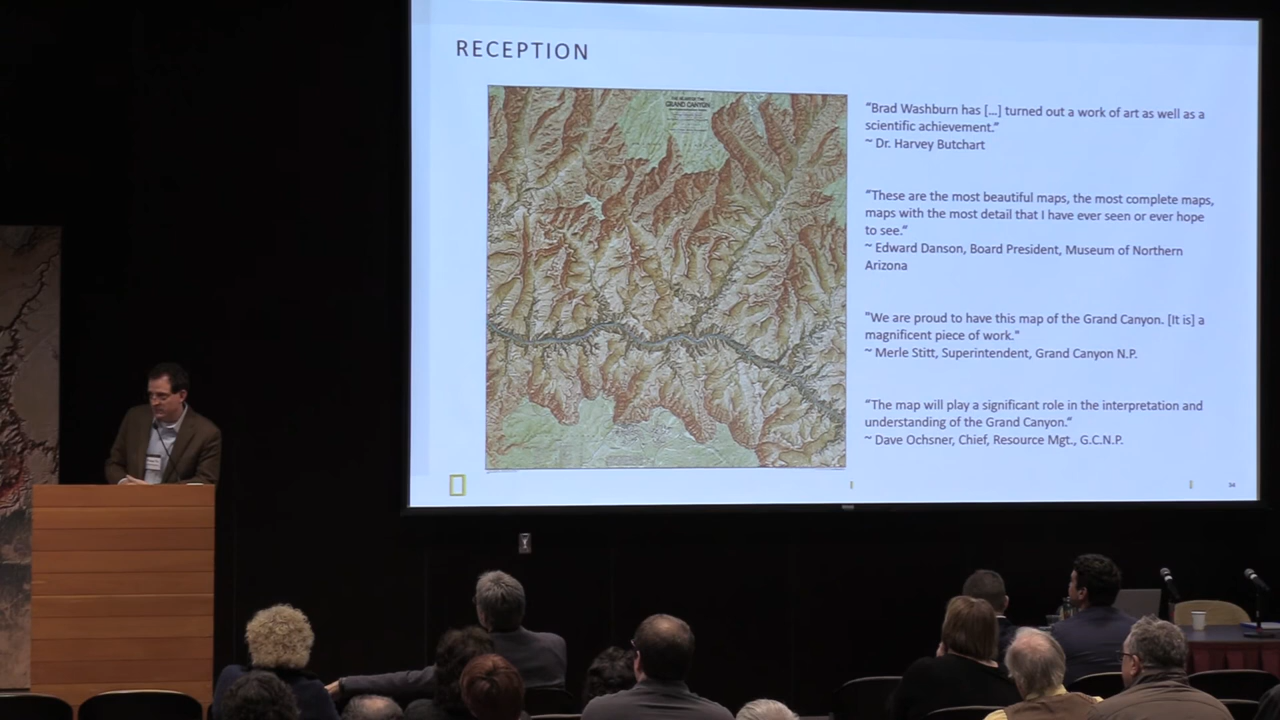 RECEPTION
GRAND CANYON
“Brad Washburn has […] turned out a work of art as well as a
scientific achievement.”
~ Dr. Harvey Butchart
“These are the most beautiful maps, the most complete maps,
maps with the most detail that I have ever seen or ever hope
to see.”
~ Edward Danson, Board President, Museum of Northern
Arizona
"We are proud to have this map of the Grand Canyon. [It is] a
magnificent piece of work."
~ Merle Stitt, Superintendent, Grand Canyon N.P.
“The map will play a significant role in the interpretation and
understanding of the Grand Canyon.”
~ Dave Ochsner, Chief, Resource Mgt., G.C.N.P.